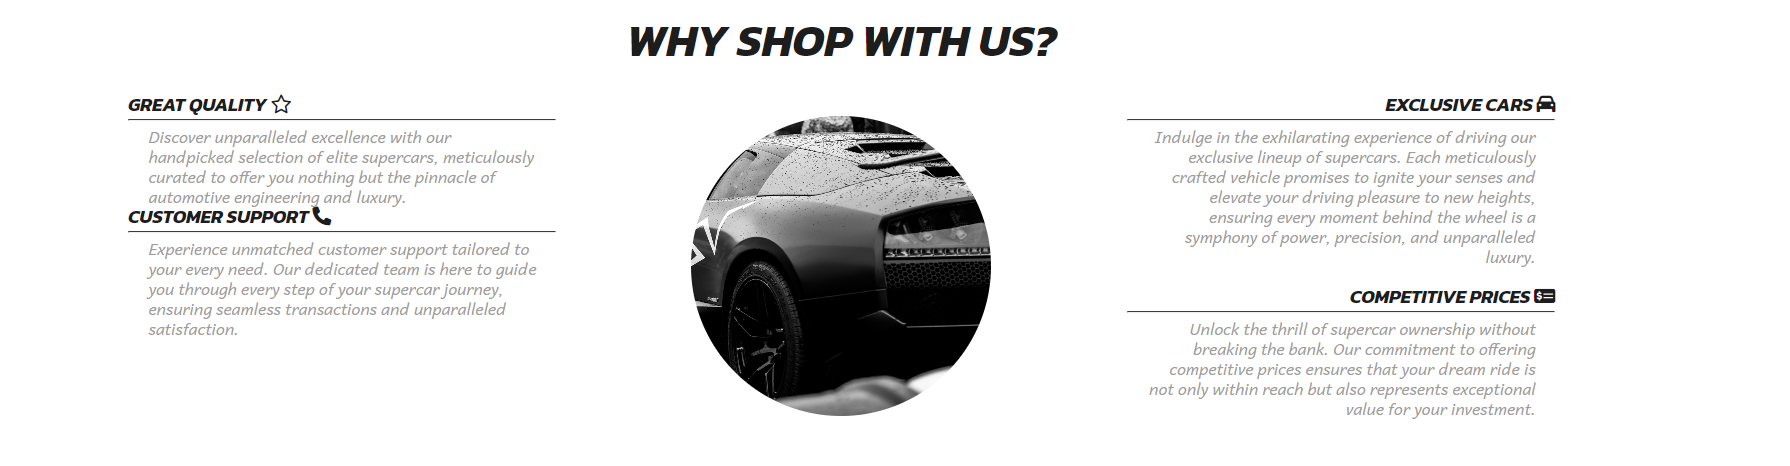 WHY SHOP WITH US?
GREAT QUALITY
Discover unparalleled excellence with our
handpicked selection of elite supercars, meticulously
curated to offer you nothing but the pinnacle of
automotive engineering and luxury.
CUSTOMER SUPPORT
Experience unmatched customer support tailored to
your every need. Our dedicated team is here to guide
you through every step of your supercar journey,
ensuring seamless transactions and unparalleled
satisfaction.
EXCLUSIVE CARS
Indulge in the exhilarating experience of driving our
exclusive lineup of supercars. Each meticulously
crafted vehicle promises to ignite your senses and
elevate your driving pleasure to new heights,
ensuring every moment behind the wheel is a
symphony of power, precision, and unparalleled
luxury.
COMPETITIVE PRICES
Unlock the thrill of supercar ownership without
breaking the bank. Our commitment to offering
competitive prices ensures that your dream ride is
not only within reach but also represents exceptional
value for your investment.